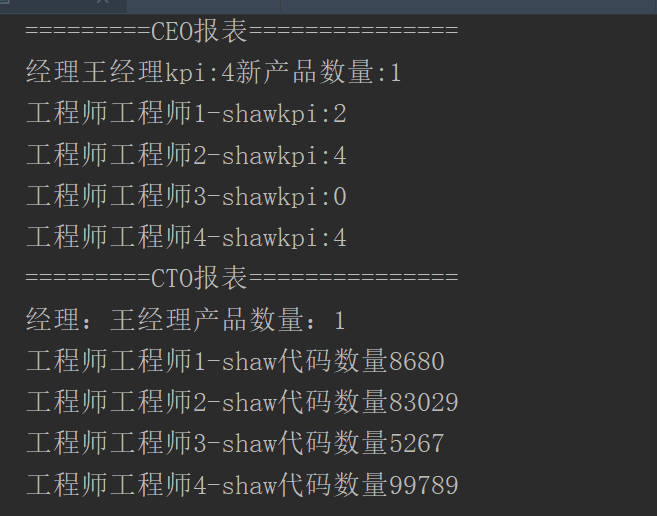 =========CEO报表===============
经理王经理kpi:4新产品数量:1
工程师工程师1-shawkpi:2
工程师工程师2-shawkpi:4
工程师工程师3-shawkpi:0
工程师工程师4-shawkpi:4
=========CTO报表===============
经理：王经理产品数量：1
工程师工程师1-shaw代码数量8680
工程师工程师2-shaw代码数量83029
工程师工程师3-shaw代码数量5267
工程师工程师4-shaw代码数量99789